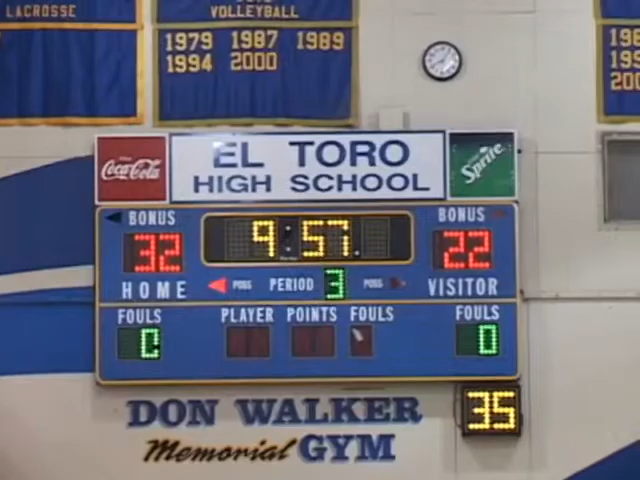 LACROSSE
VOLLEYBALL
1979 1987 1989
1994 2000
Coca-Cola
EL TORO
HIGH SCHOOL
Sprite
BONUS
BONUS
32
9:57
22
HOME
POSS
PERIOD 3
POSS
VISITOR
FOULS
PLAYER
POINTS
FOULS
FOULS
0
0
35
DON WALKER
Memorial GYM